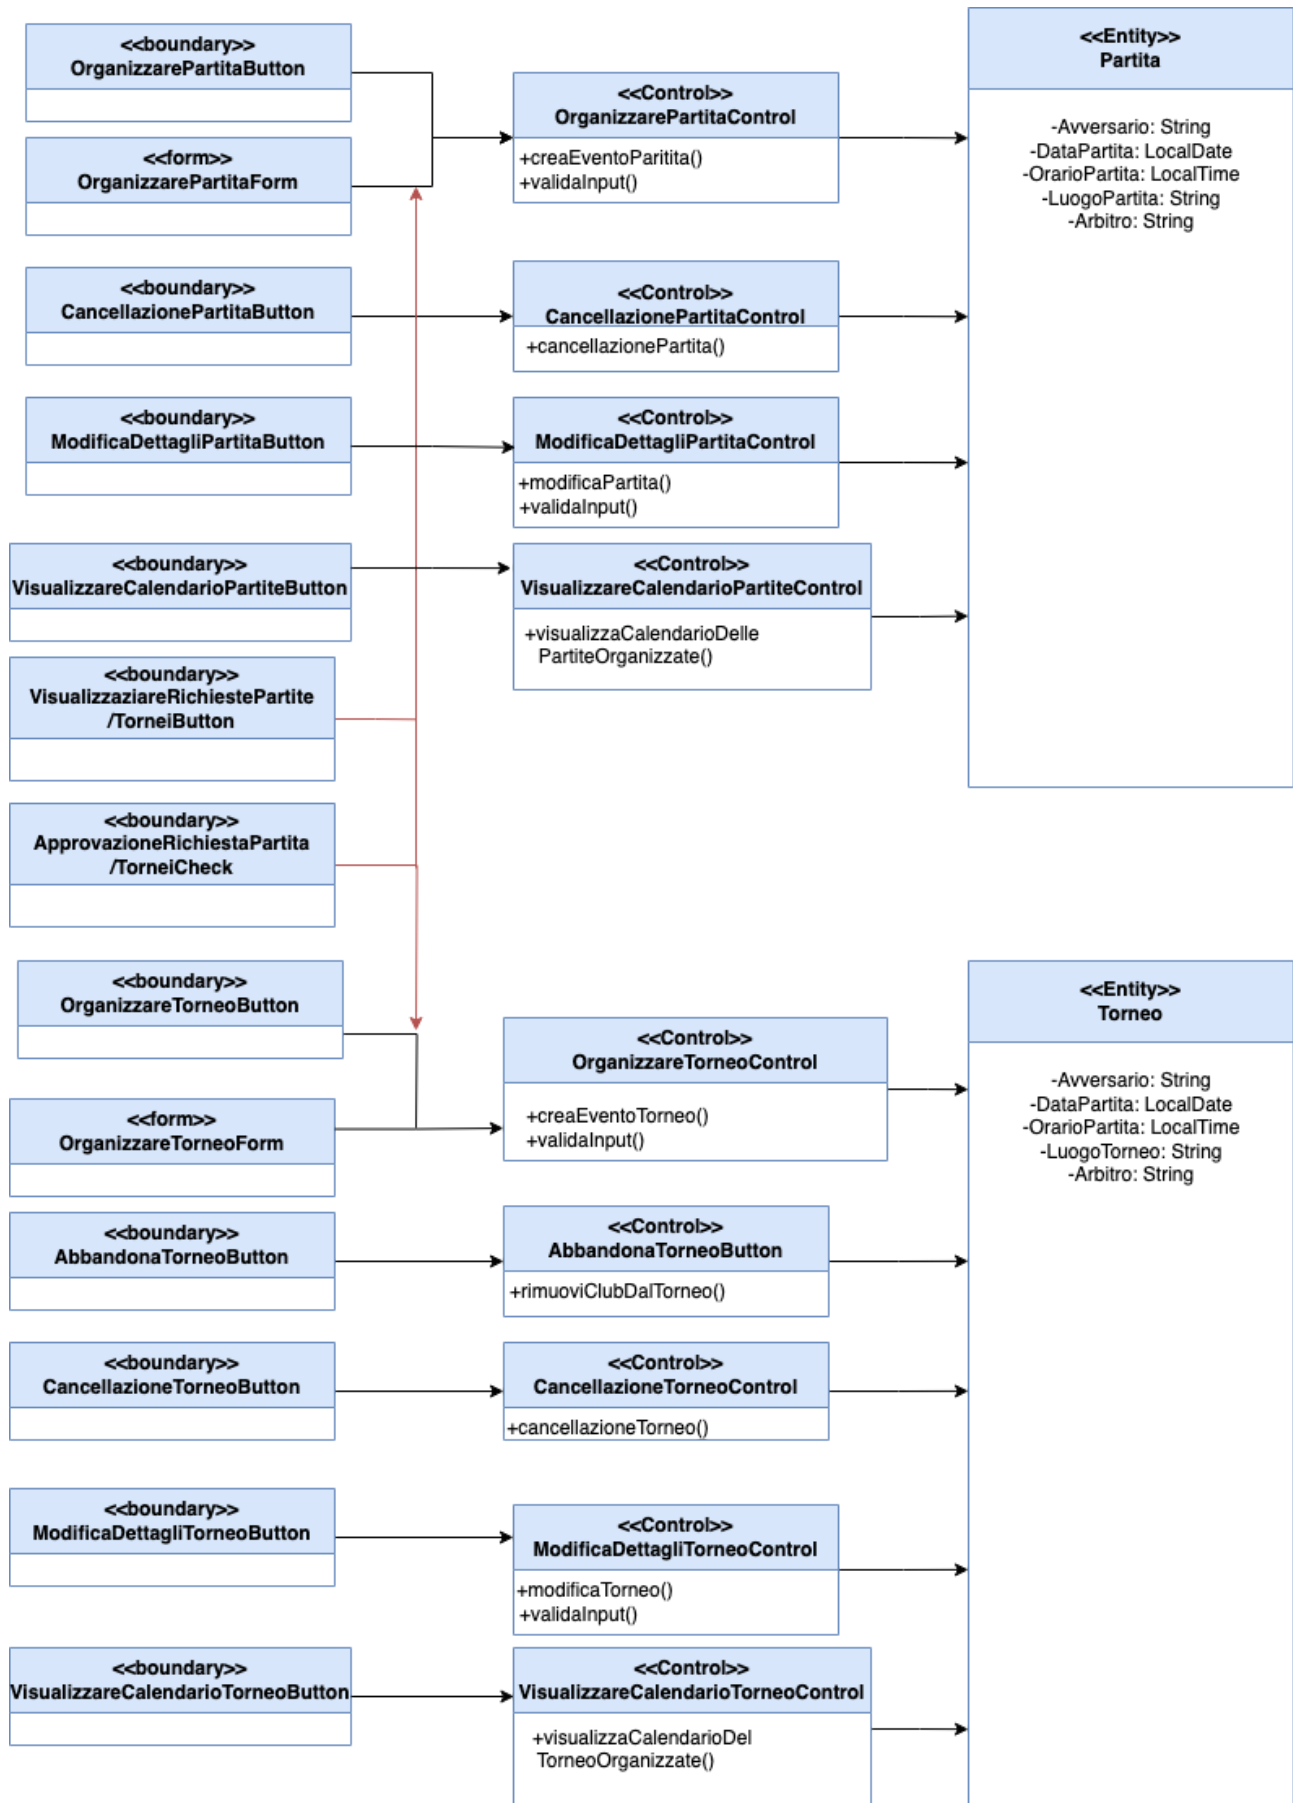 <<boundary>>
OrganizzarePartitaButton
<<form>>
OrganizzarePartitaForm
<<Control>>
OrganizzarePartitaControl
+creaEventoParitita()
+validaInput()
<<Entity>>
Partita
-Avversario: String
-DataPartita: LocalDate
-OrarioPartita: LocalTime
-LuogoPartita: String
-Arbitro: String
<<boundary>>
CancellazionePartitaButton
<<Control>>
CancellazionePartitaControl
+cancellazionePartita()
<<boundary>>
ModificaDettagliPartitaButton
<<Control>>
ModificaDettagliPartitaControl
+modificaPartita()
+validaInput()
<<boundary>>
VisualizzareCalendarioPartiteButton
<<Control>>
VisualizzareCalendarioPartiteControl
+visualizzaCalendarioDelle
PartiteOrganizzate()
<<boundary>>
VisualizzaziareRichiestePartite
/TorneiButton
<<boundary>>
ApprovazioneRichiestaPartita
/TorneiCheck
<<boundary>>
OrganizzareTorneoButton
<<form>>
OrganizzareTorneoForm
<<Control>>
OrganizzareTorneoControl
+creaEventoTorneo()
+validaInput()
<<Entity>>
Torneo
-Avversario: String
-DataPartita: LocalDate
-OrarioPartita: LocalTime
-LuogoTorneo: String
-Arbitro: String
<<boundary>>
AbbandonaTorneoButton
<<Control>>
AbbandonaTorneoButton
+rimuoviClubDalTorneo()
<<boundary>>
CancellazioneTorneoButton
<<Control>>
CancellazioneTorneoControl
+cancellazioneTorneo()
<<boundary>>
ModificaDettagliTorneoButton
<<Control>>
ModificaDettagliTorneoControl
+modificaTorneo()
+validaInput()
<<boundary>>
VisualizzareCalendarioTorneoButton
<<Control>>
VisualizzareCalendarioTorneoControl
+visualizzaCalendarioDel
TorneoOrganizzate()